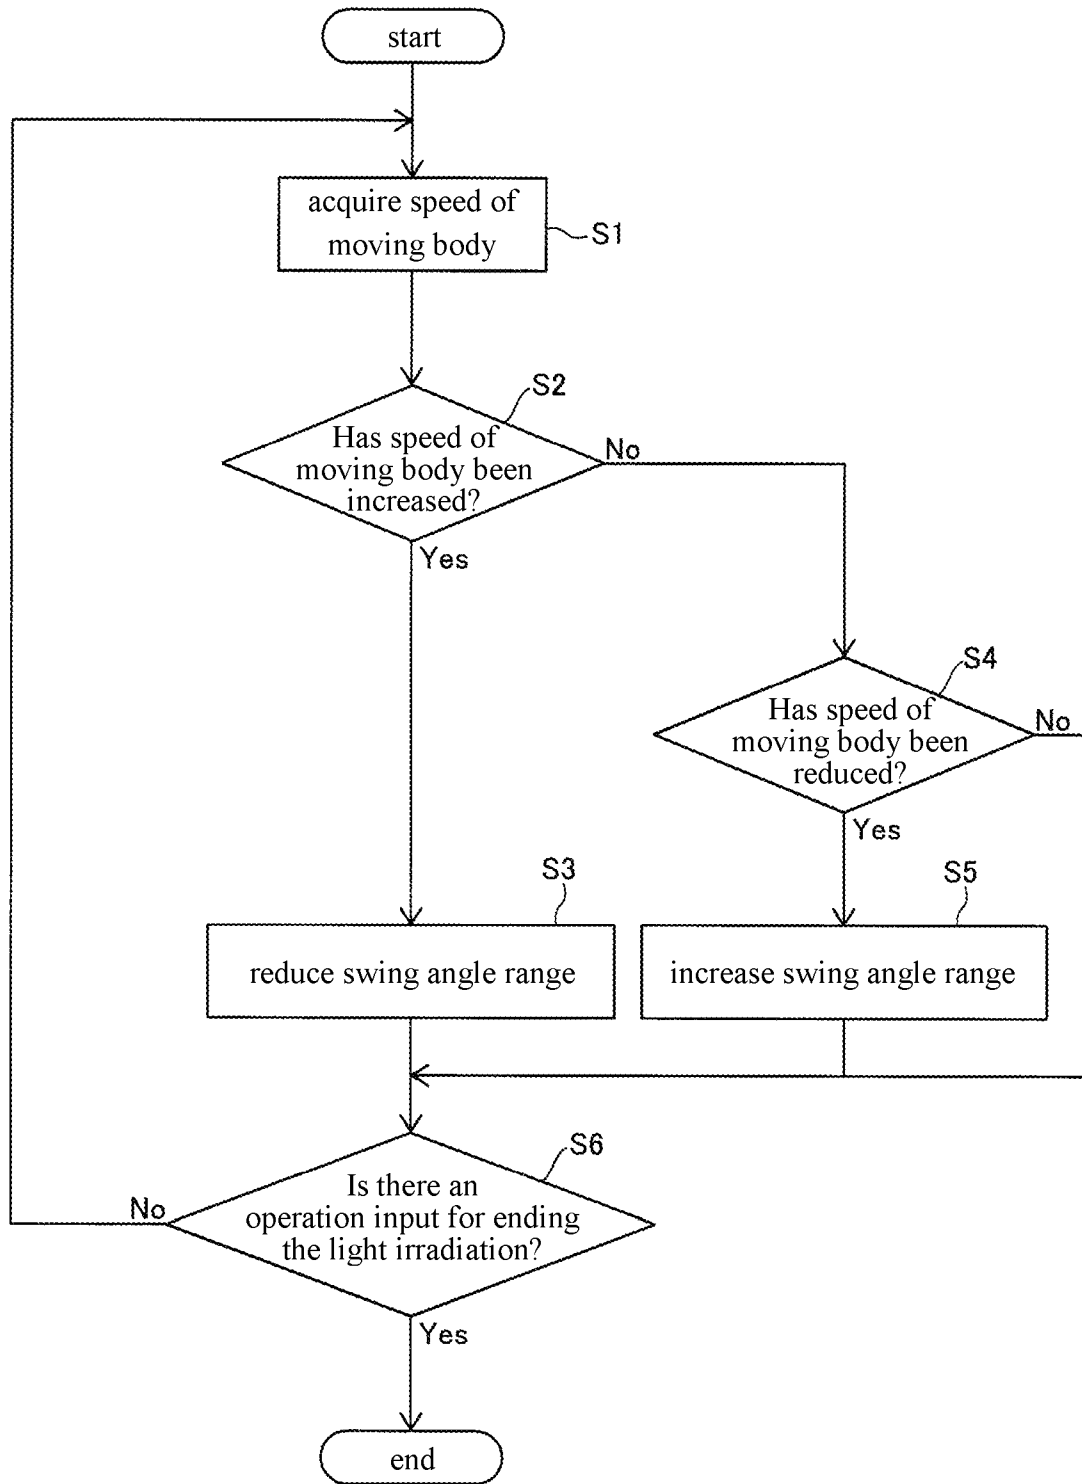 start
acquire speed of
moving body
S1
S2
Has speed of
moving body been
increased?
No
Yes
S4
Has speed of
moving body been
reduced?
No
Yes
S3
reduce swing angle range
S5
increase swing angle range
S6
Is there an
operation input for ending
the light irradiation?
No
Yes
end